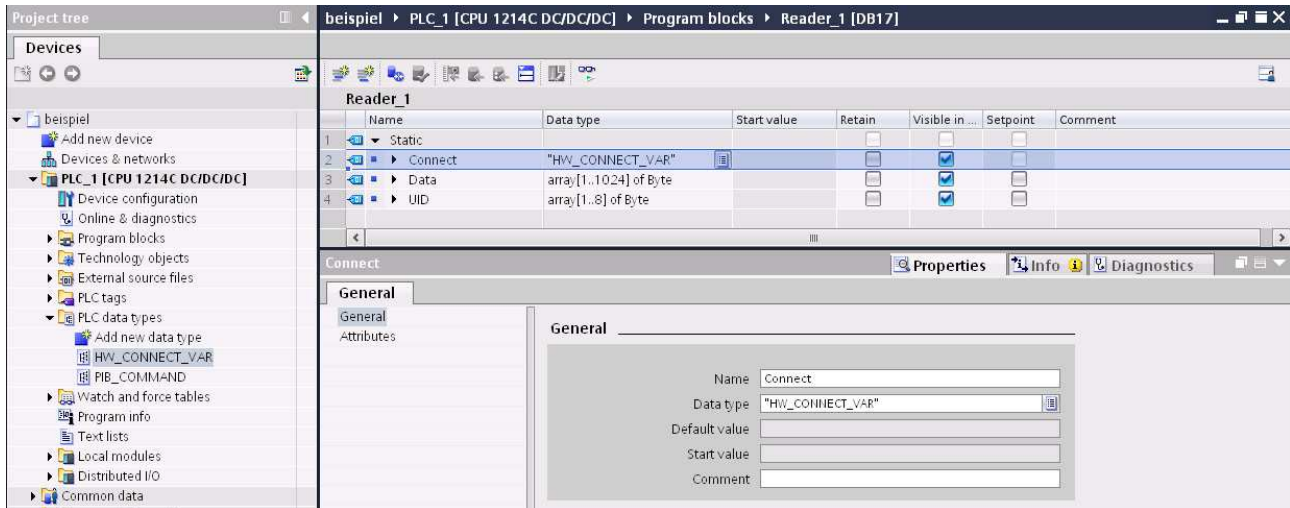 Project tree
Devices
beispiel
Add new device
Devices & networks
PLC_1 [CPU 1214C DC/DC/DC]
Device configuration
Online & diagnostics
Program blocks
Technology objects
External source files
PLC tags
PLC data types
Add new data type
HW_CONNECT_VAR
PIB_COMMAND
Watch and force tables
Program info
Text lists
Local modules
Distributed I/O
Common data
beispiel PLC_1 [CPU 1214C DC/DC/DC] Program blocks Reader_1 [DB17]
Reader_1
Name Data type Start value Retain Visible in ... Setpoint Comment
1 Static
2 Connect "HW_CONNECT_VAR"
3 Data array[1..1024] of Byte
4 UID array[1..8] of Byte
Connect Properties Info Diagnostics
General
General
Attributes
General
Name Connect
Data type "HW_CONNECT_VAR"
Default value
Start value
Comment